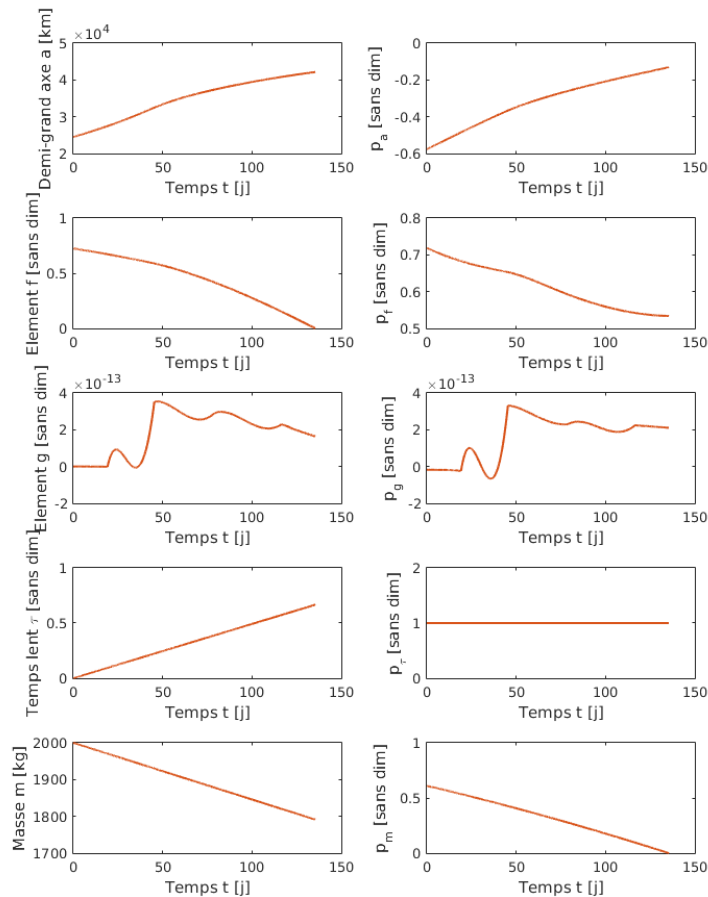 ×10⁴
Demi-grand axe a [km]
5
4
3
2
0 50 100 150
Temps t [j]
p_a [sans dim]
0
-0.2
-0.4
-0.6
0 50 100 150
Temps t [j]
Element f [sans dim]
1
0.5
0
0 50 100 150
Temps t [j]
p_f [sans dim]
0.8
0.7
0.6
0.5
0 50 100 150
Temps t [j]
×10⁻¹³
Element g [sans dim]
4
2
0
-2
0 50 100 150
Temps t [j]
×10⁻¹³
p_g [sans dim]
4
2
0
-2
0 50 100 150
Temps t [j]
Temps lent τ [sans dim]
1
0.5
0
0 50 100 150
Temps t [j]
p_τ [sans dim]
2
1
0
0 50 100 150
Temps t [j]
Masse m [kg]
2000
1900
1800
1700
0 50 100 150
Temps t [j]
p_m [sans dim]
1
0.5
0
0 50 100 150
Temps t [j]